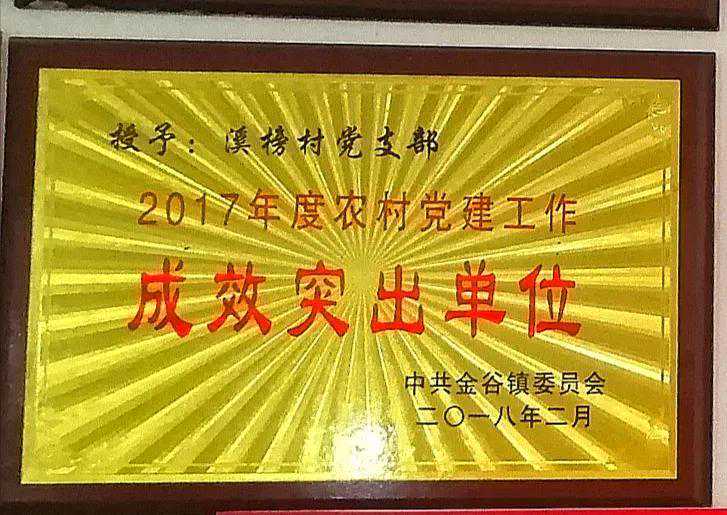 授予：溪榜村党支部
2017年度农村党建工作
成效突出单位
中共金谷镇委员会
二〇一八年二月